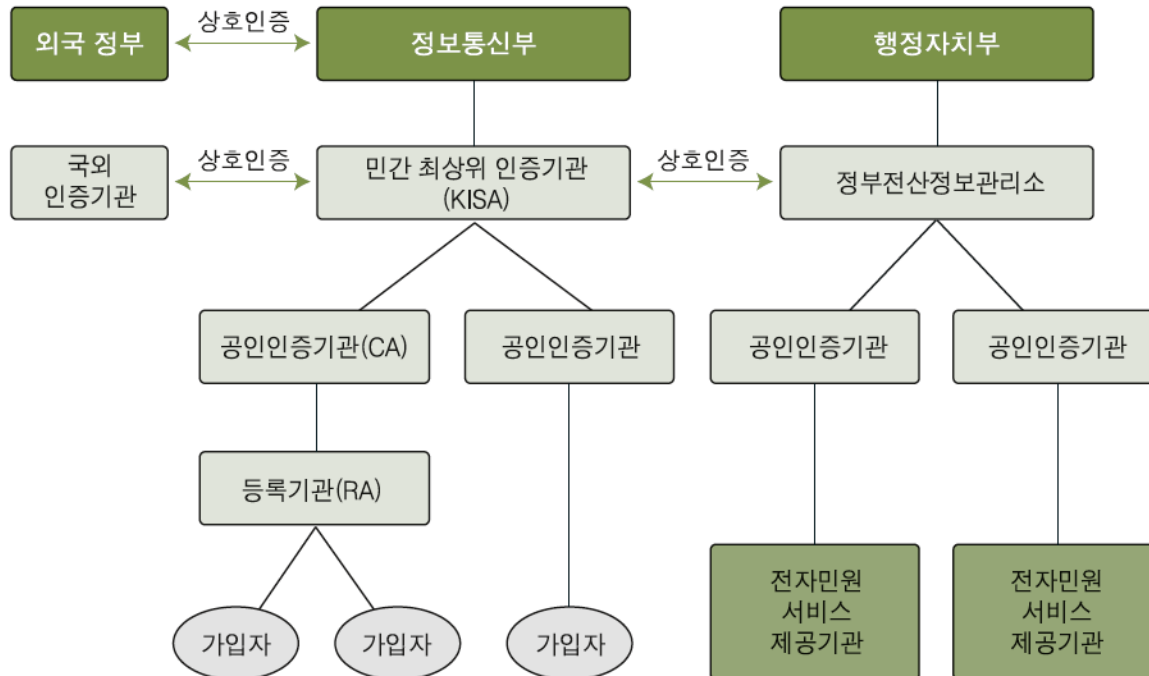 외국 정부
상호인증
정보통신부
행정자치부
국외
인증기관
상호인증
민간 최상위 인증기관
(KISA)
상호인증
정부전산정보관리소
공인인증기관(CA)
공인인증기관
공인인증기관
공인인증기관
등록기관(RA)
가입자
가입자
가입자
전자민원
서비스
제공기관
전자민원
서비스
제공기관